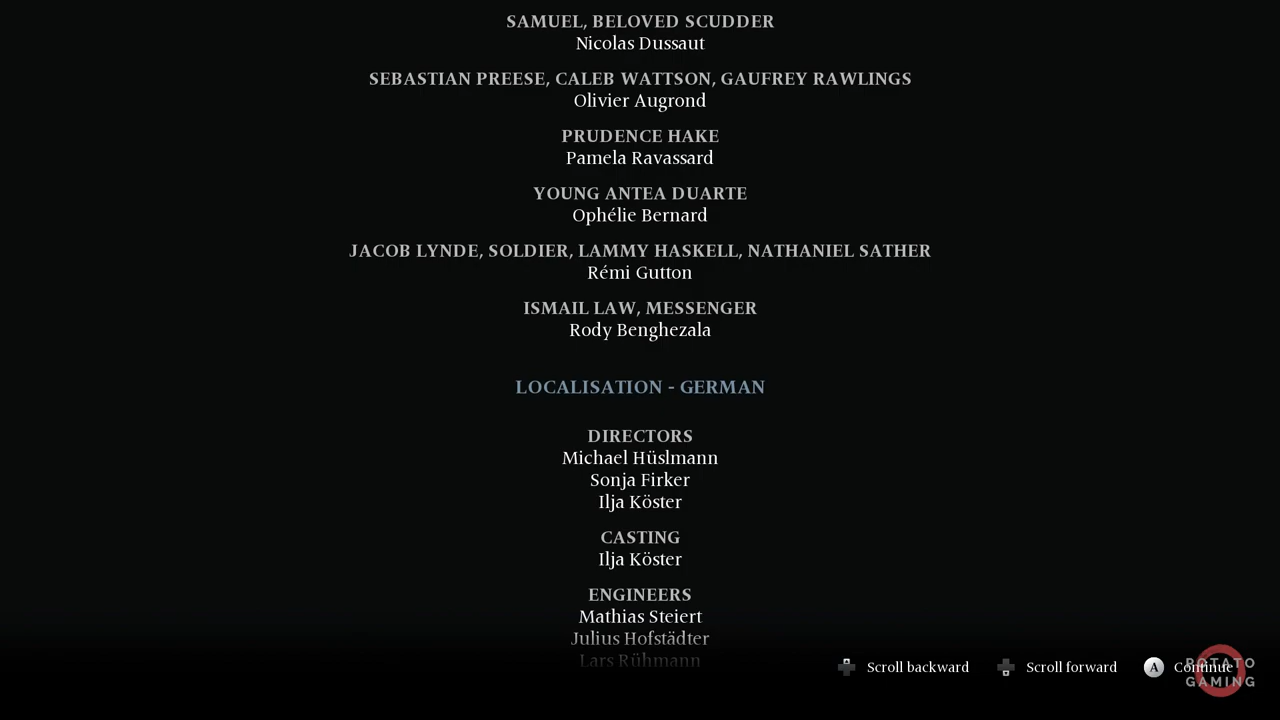 SAMUEL, BELOVED SCUDDER
Nicolas Dussaut
SEBASTIAN PREESE, CALEB WATTSON, GAUFREY RAWLINGS
Olivier Augrond
PRUDENCE HAKE
Pamela Ravassard
YOUNG ANTEA DUARTE
Ophélie Bernard
JACOB LYNDE, SOLDIER, LAMMY HASKELL, NATHANIEL SATHER
Rémi Gutton
ISMAIL LAW, MESSENGER
Rody Benghezala
LOCALISATION - GERMAN
DIRECTORS
Michael Hüslmann
Sonja Firker
Ilja Köster
CASTING
Ilja Köster
ENGINEERS
Mathias Steiert
Julius Hofstädter
Lars Rühmann
Scroll backward
Scroll forward
A Continue
POTATO
GAMING